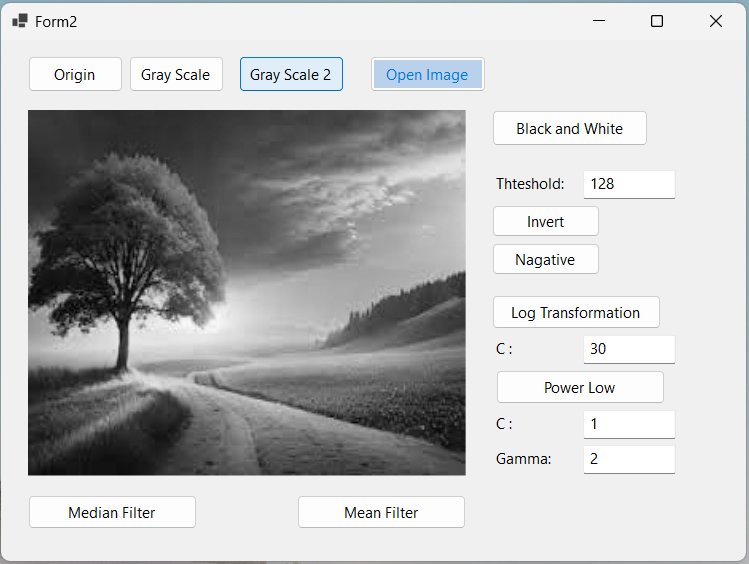 Form2
Origin
Gray Scale
Gray Scale 2
Open Image
Black and White
Thteshold:
128
Invert
Nagative
Log Transformation
C :
30
Power Low
C :
1
Gamma:
2
Median Filter
Mean Filter